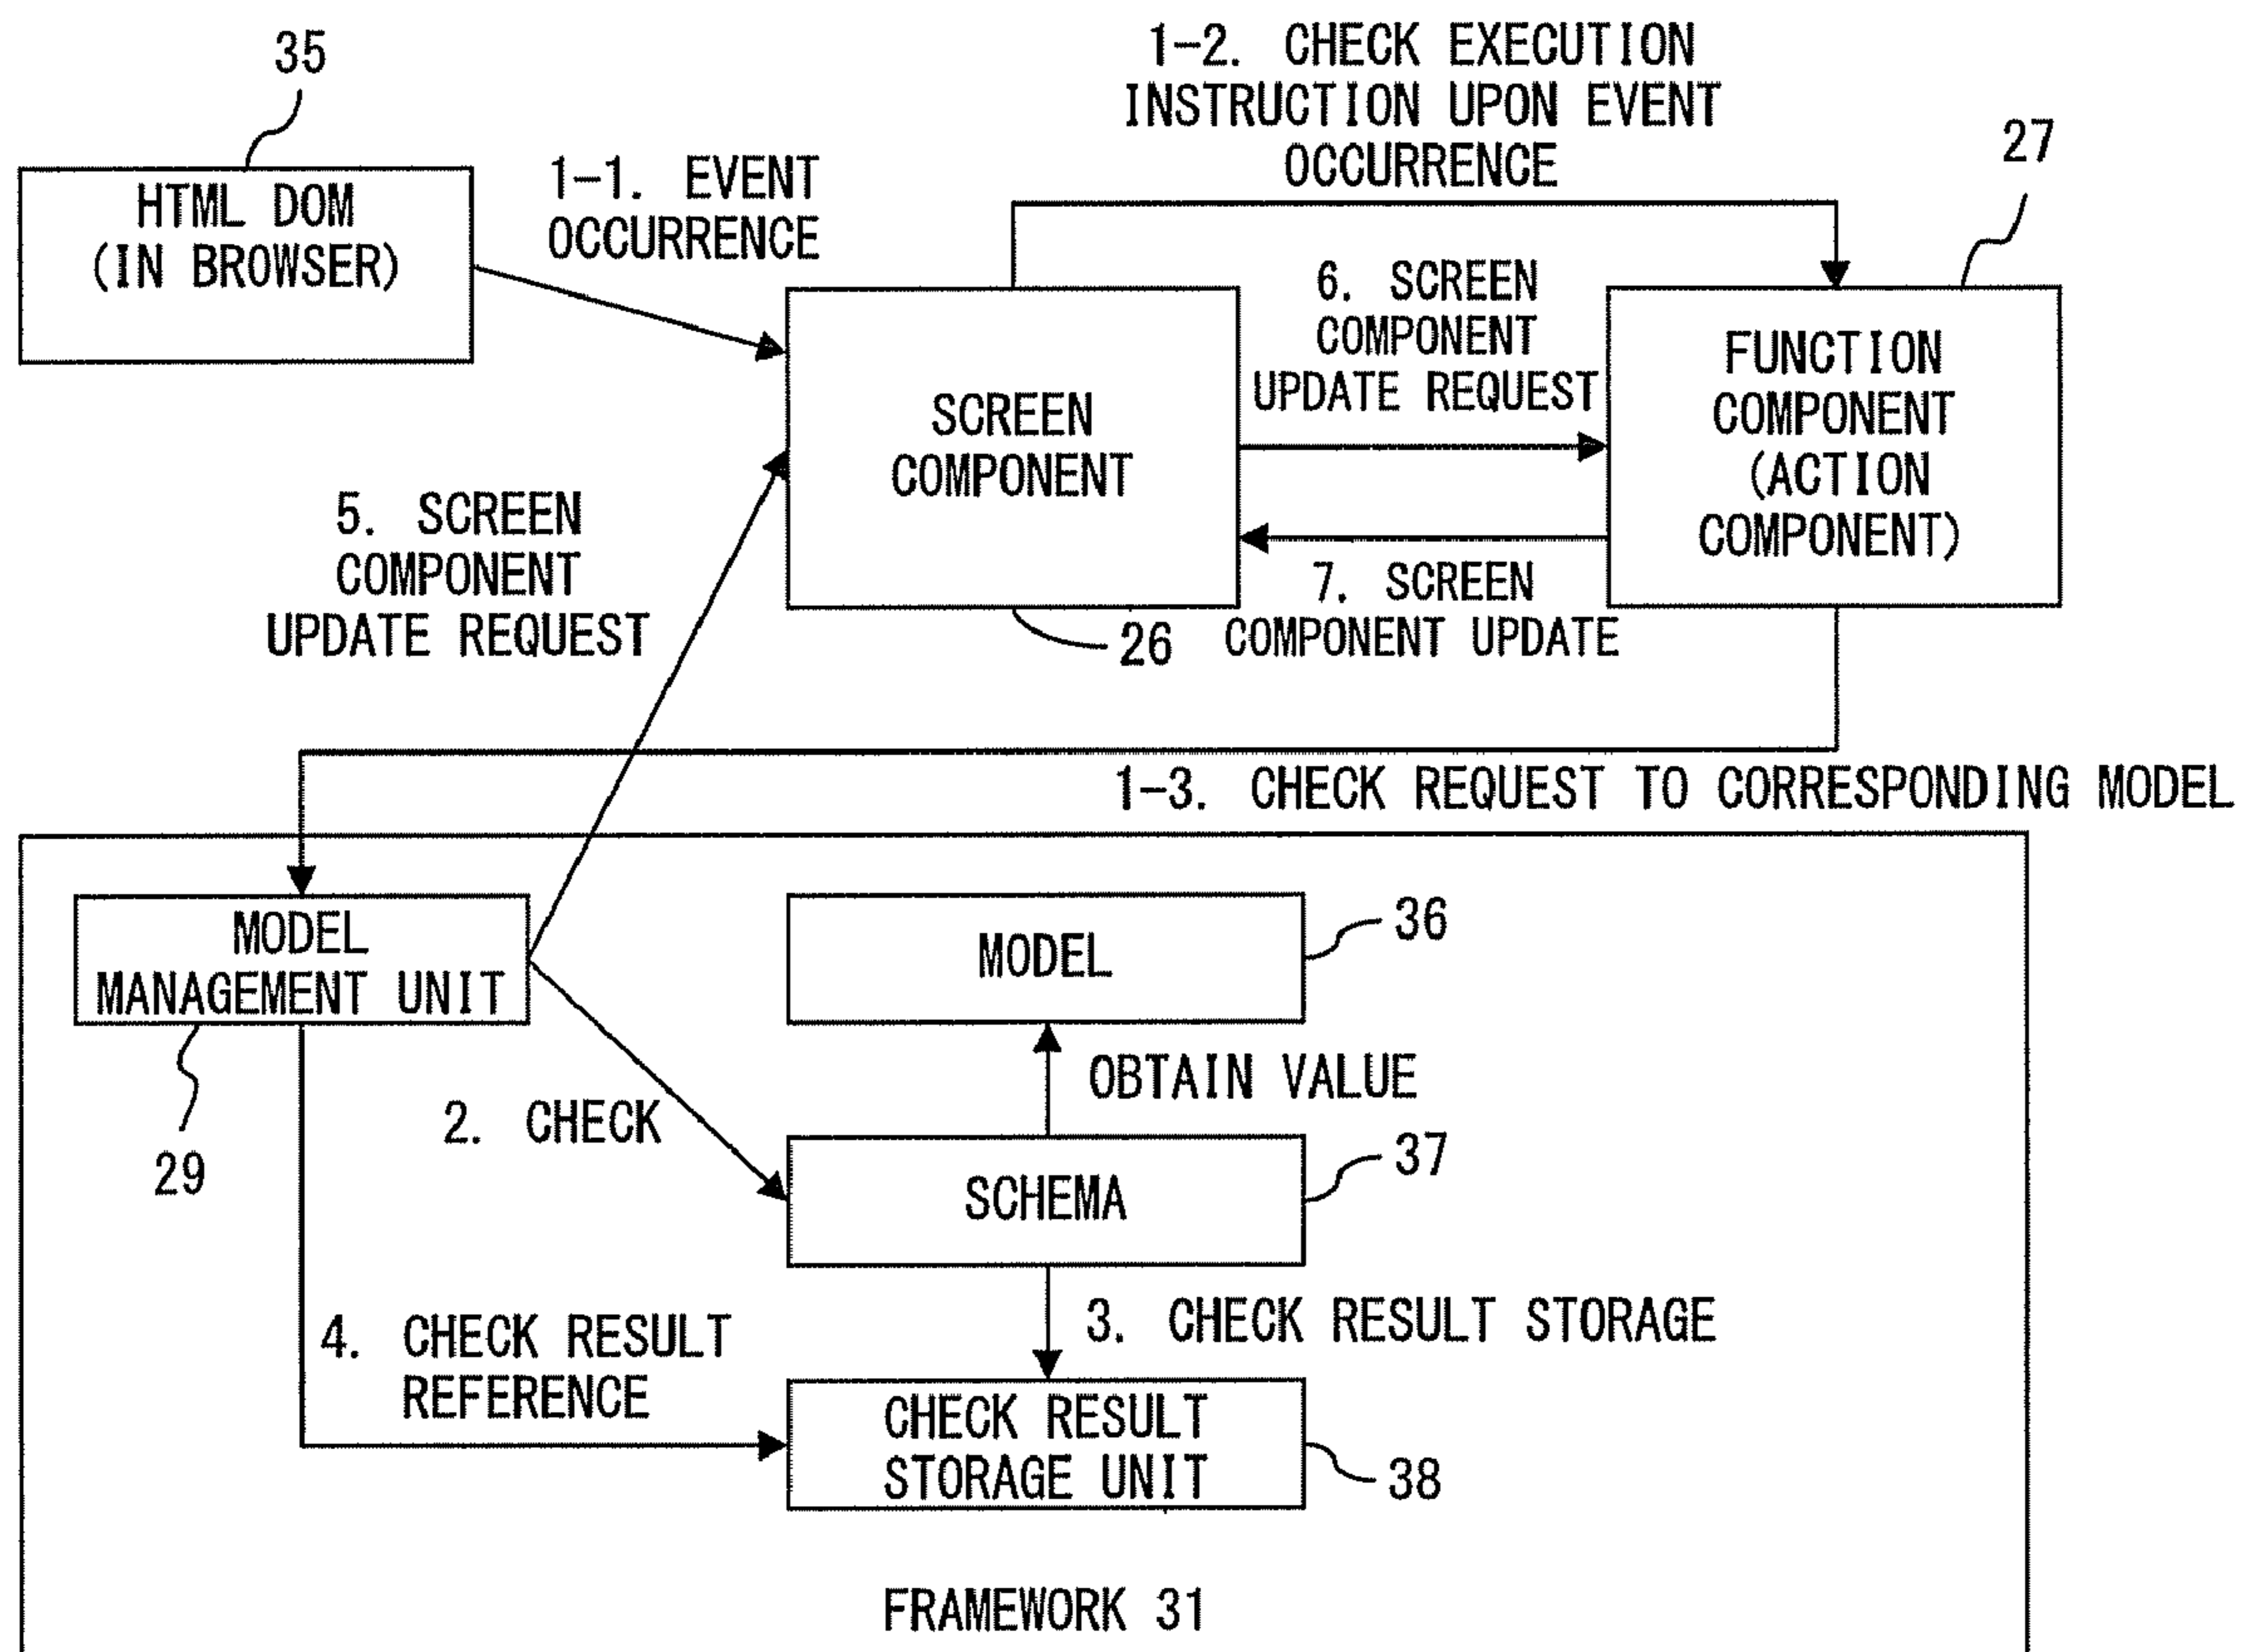 35
HTML DOM
(IN BROWSER)
1-1. EVENT
OCCURRENCE
1-2. CHECK EXECUTION
INSTRUCTION UPON EVENT
OCCURRENCE
27
SCREEN
COMPONENT
26
6. SCREEN
COMPONENT
UPDATE REQUEST
FUNCTION
COMPONENT
(ACTION
COMPONENT)
7. SCREEN
COMPONENT UPDATE
5. SCREEN
COMPONENT
UPDATE REQUEST
1-3. CHECK REQUEST TO CORRESPONDING MODEL
MODEL
MANAGEMENT UNIT
29
MODEL
36
OBTAIN VALUE
2. CHECK
SCHEMA
37
3. CHECK RESULT STORAGE
4. CHECK RESULT
REFERENCE
CHECK RESULT
STORAGE UNIT
38
FRAMEWORK 31